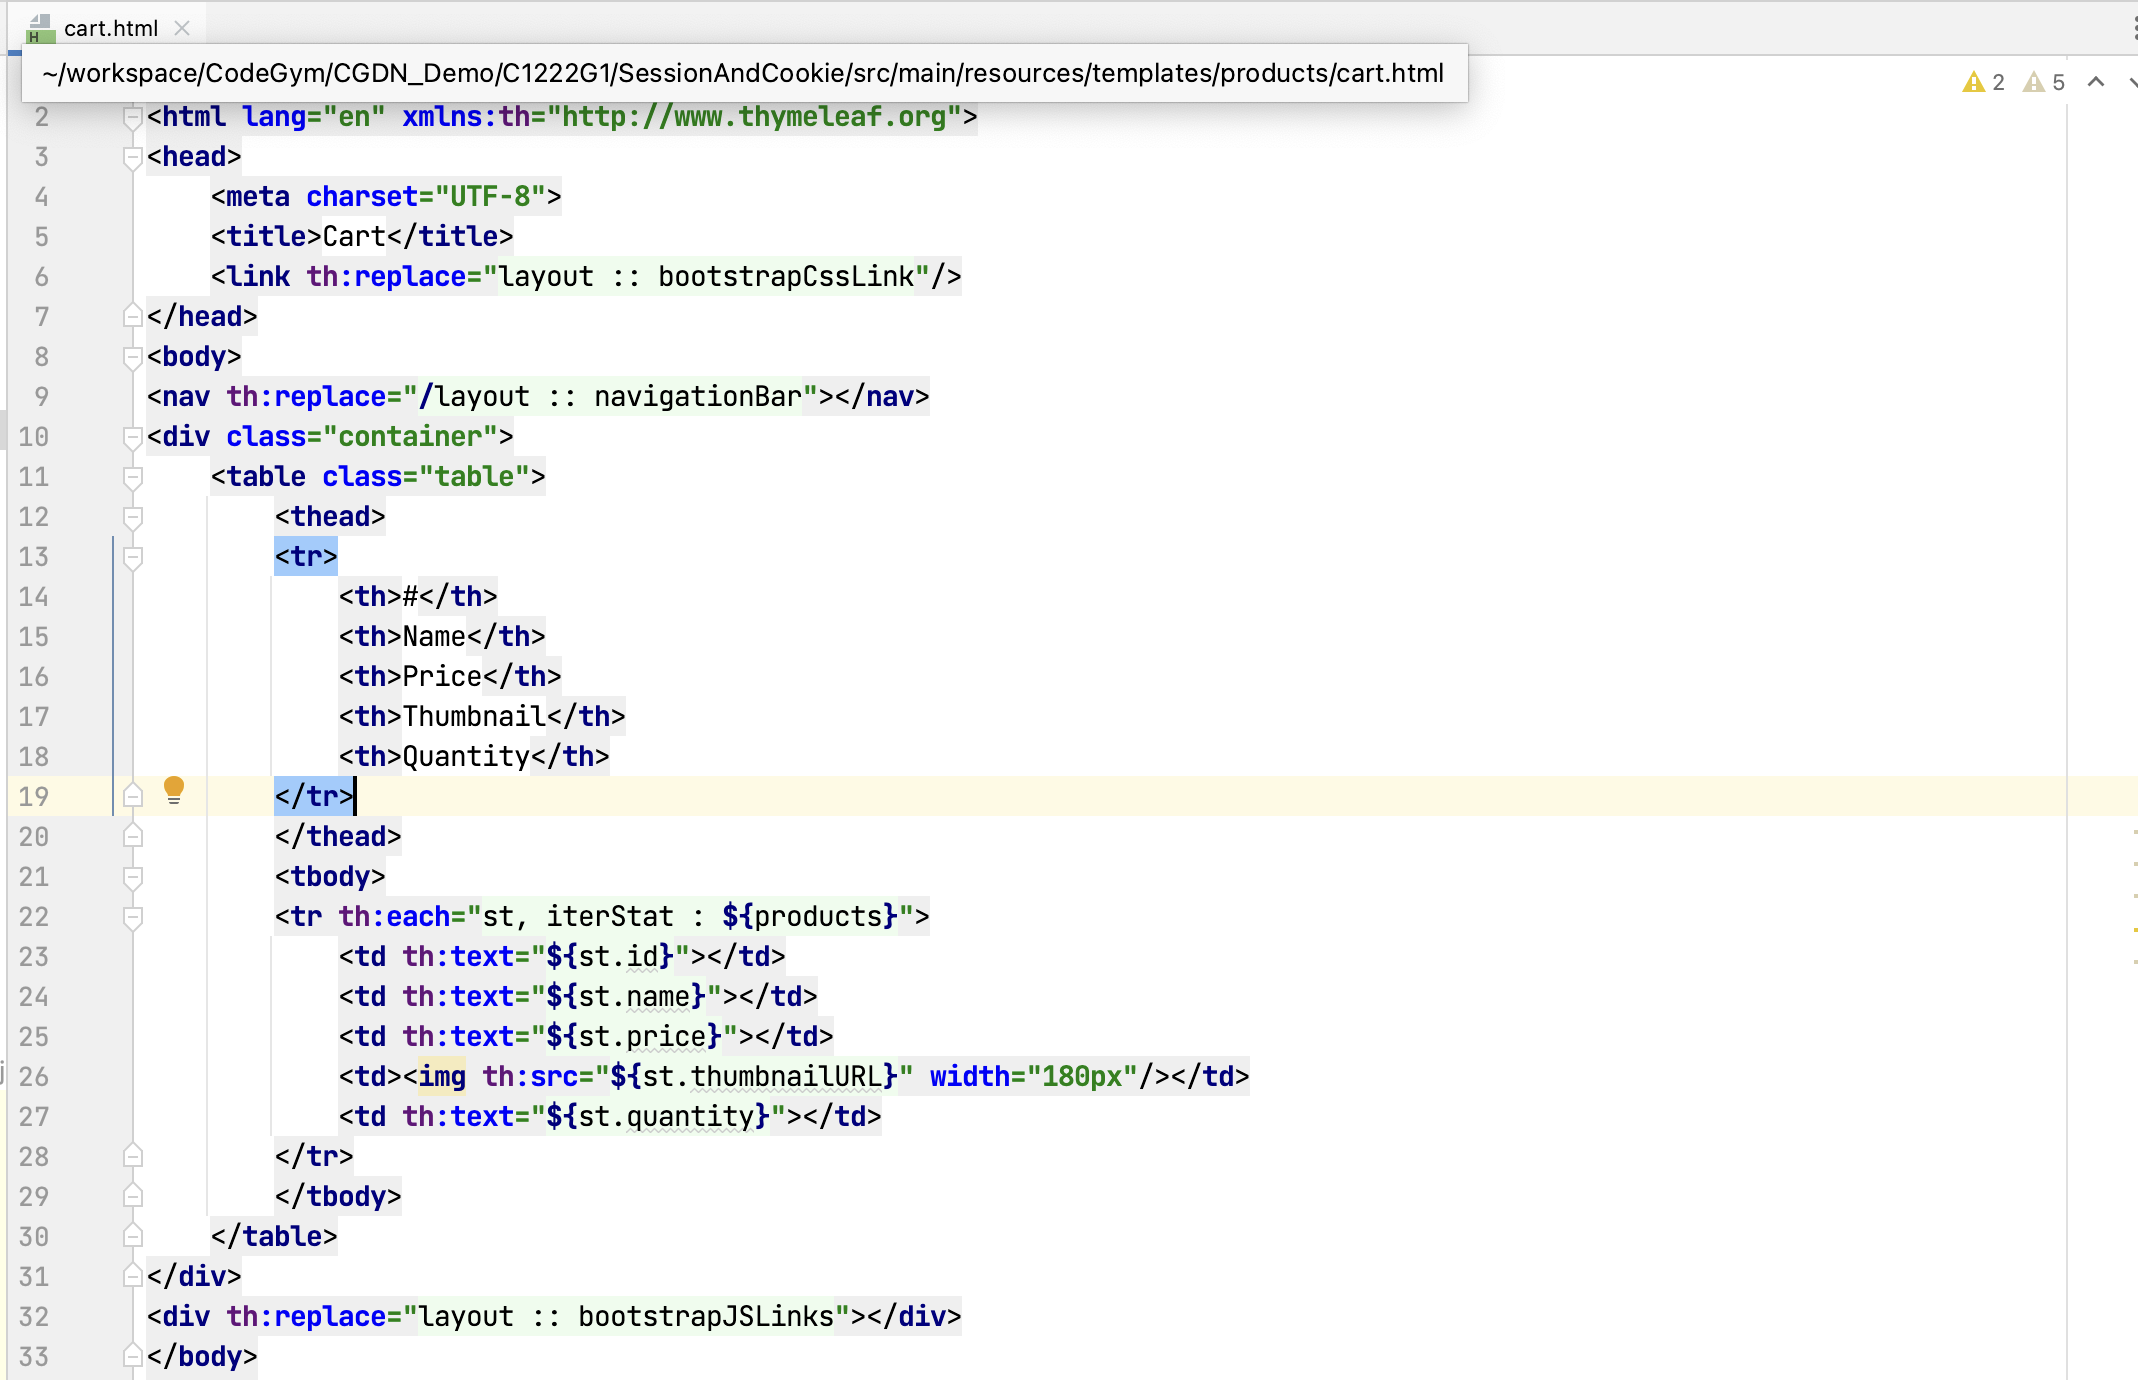 cart.html
~/workspace/CodeGym/CGDN_Demo/C1222G1/SessionAndCookie/src/main/resources/templates/products/cart.html
2 5
2 <html lang="en" xmlns:th="http://www.thymeleaf.org">
3 <head>
4     <meta charset="UTF-8">
5     <title>Cart</title>
6     <link th:replace="layout :: bootstrapCssLink"/>
7 </head>
8 <body>
9 <nav th:replace="/layout :: navigationBar"></nav>
10 <div class="container">
11     <table class="table">
12         <thead>
13         <tr>
14             <th>#</th>
15             <th>Name</th>
16             <th>Price</th>
17             <th>Thumbnail</th>
18             <th>Quantity</th>
19         </tr>
20         </thead>
21         <tbody>
22         <tr th:each="st, iterStat : ${products}">
23             <td th:text="${st.id}"></td>
24             <td th:text="${st.name}"></td>
25             <td th:text="${st.price}"></td>
26             <td><img th:src="${st.thumbnailURL}" width="180px"/></td>
27             <td th:text="${st.quantity}"></td>
28         </tr>
29         </tbody>
30     </table>
31 </div>
32 <div th:replace="layout :: bootstrapJSLinks"></div>
33 </body>